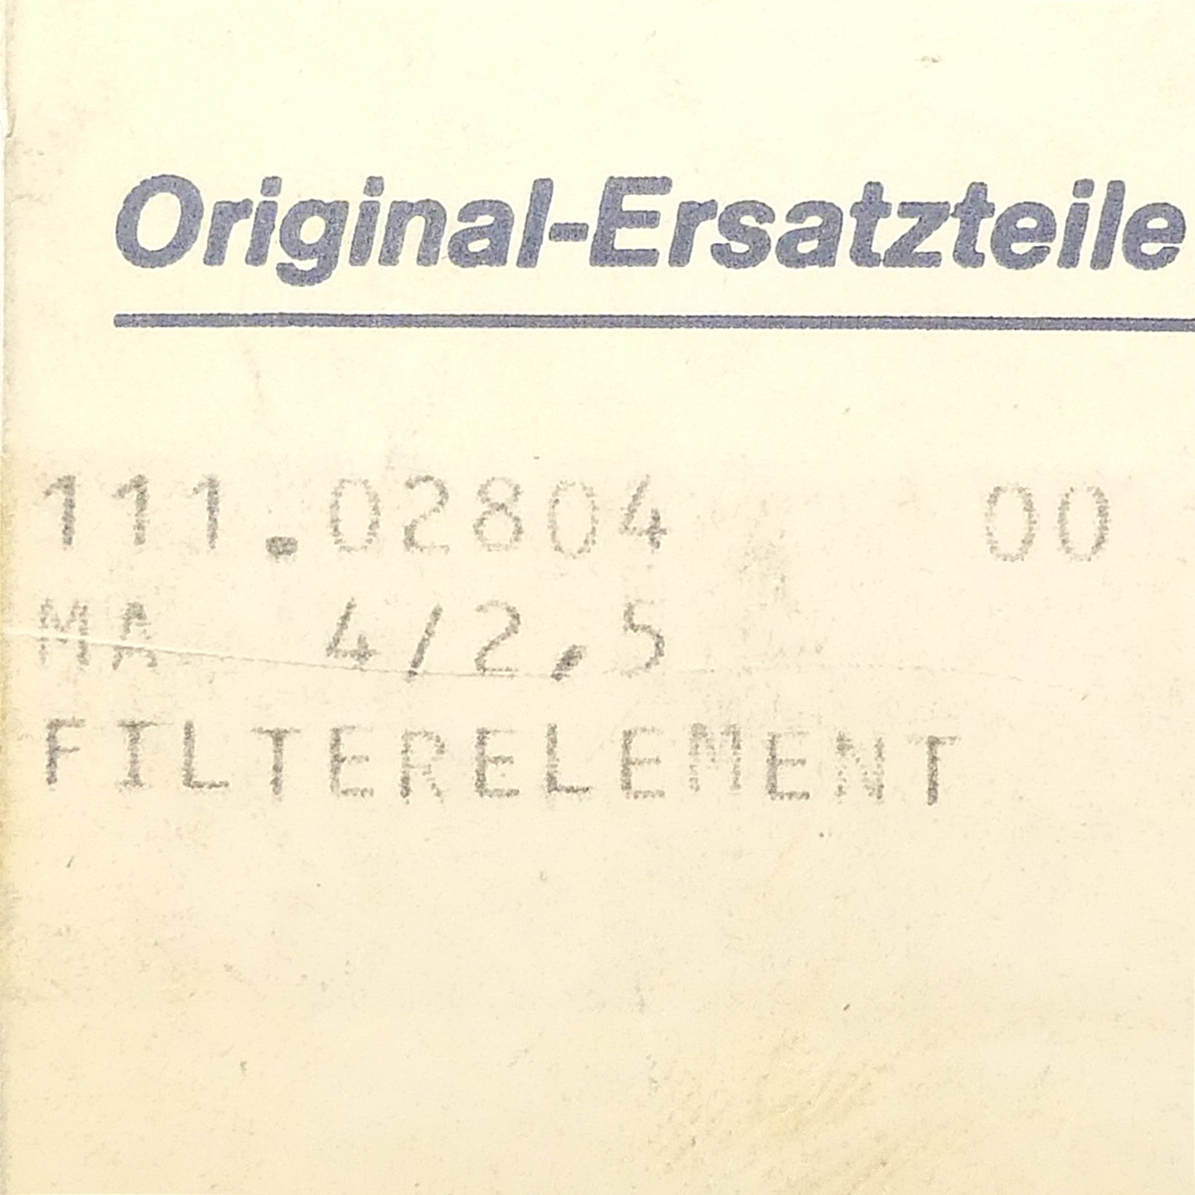 Original-Ersatzteile
111.02804 00
MA 4/2,5
FILTERELEMENT